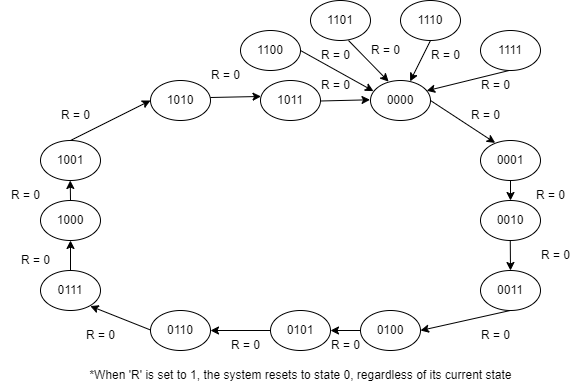 1101
1110
1100
R = 0
R = 0
R = 0
1111
R = 0
R = 0
R = 0
1010
1011
0000
R = 0
R = 0
1001
0001
R = 0
R = 0
1000
0010
R = 0
R = 0
0111
0011
0110
0101
0100
R = 0
R = 0
R = 0
R = 0
*When 'R' is set to 1, the system resets to state 0, regardless of its current state